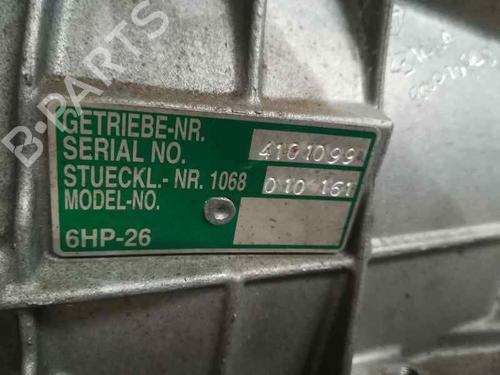 B-PARTS
GETRIEBE-NR.
SERIAL NO. 4101099
STUECKL.- NR. 1068 010 161
MODEL-NO.
6HP-26